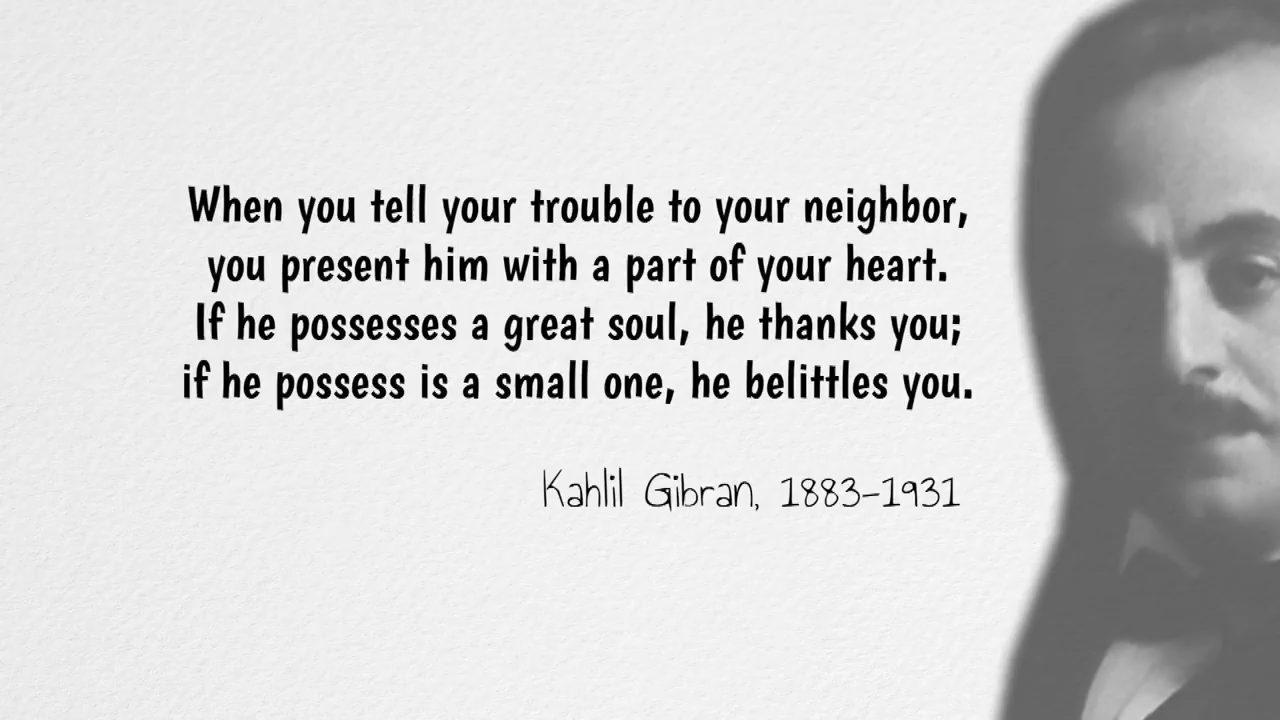 When you tell your trouble to your neighbor,
you present him with a part of your heart.
If he possesses a great soul, he thanks you;
if he possess is a small one, he belittles you.
Kahlil Gibran, 1883-1931